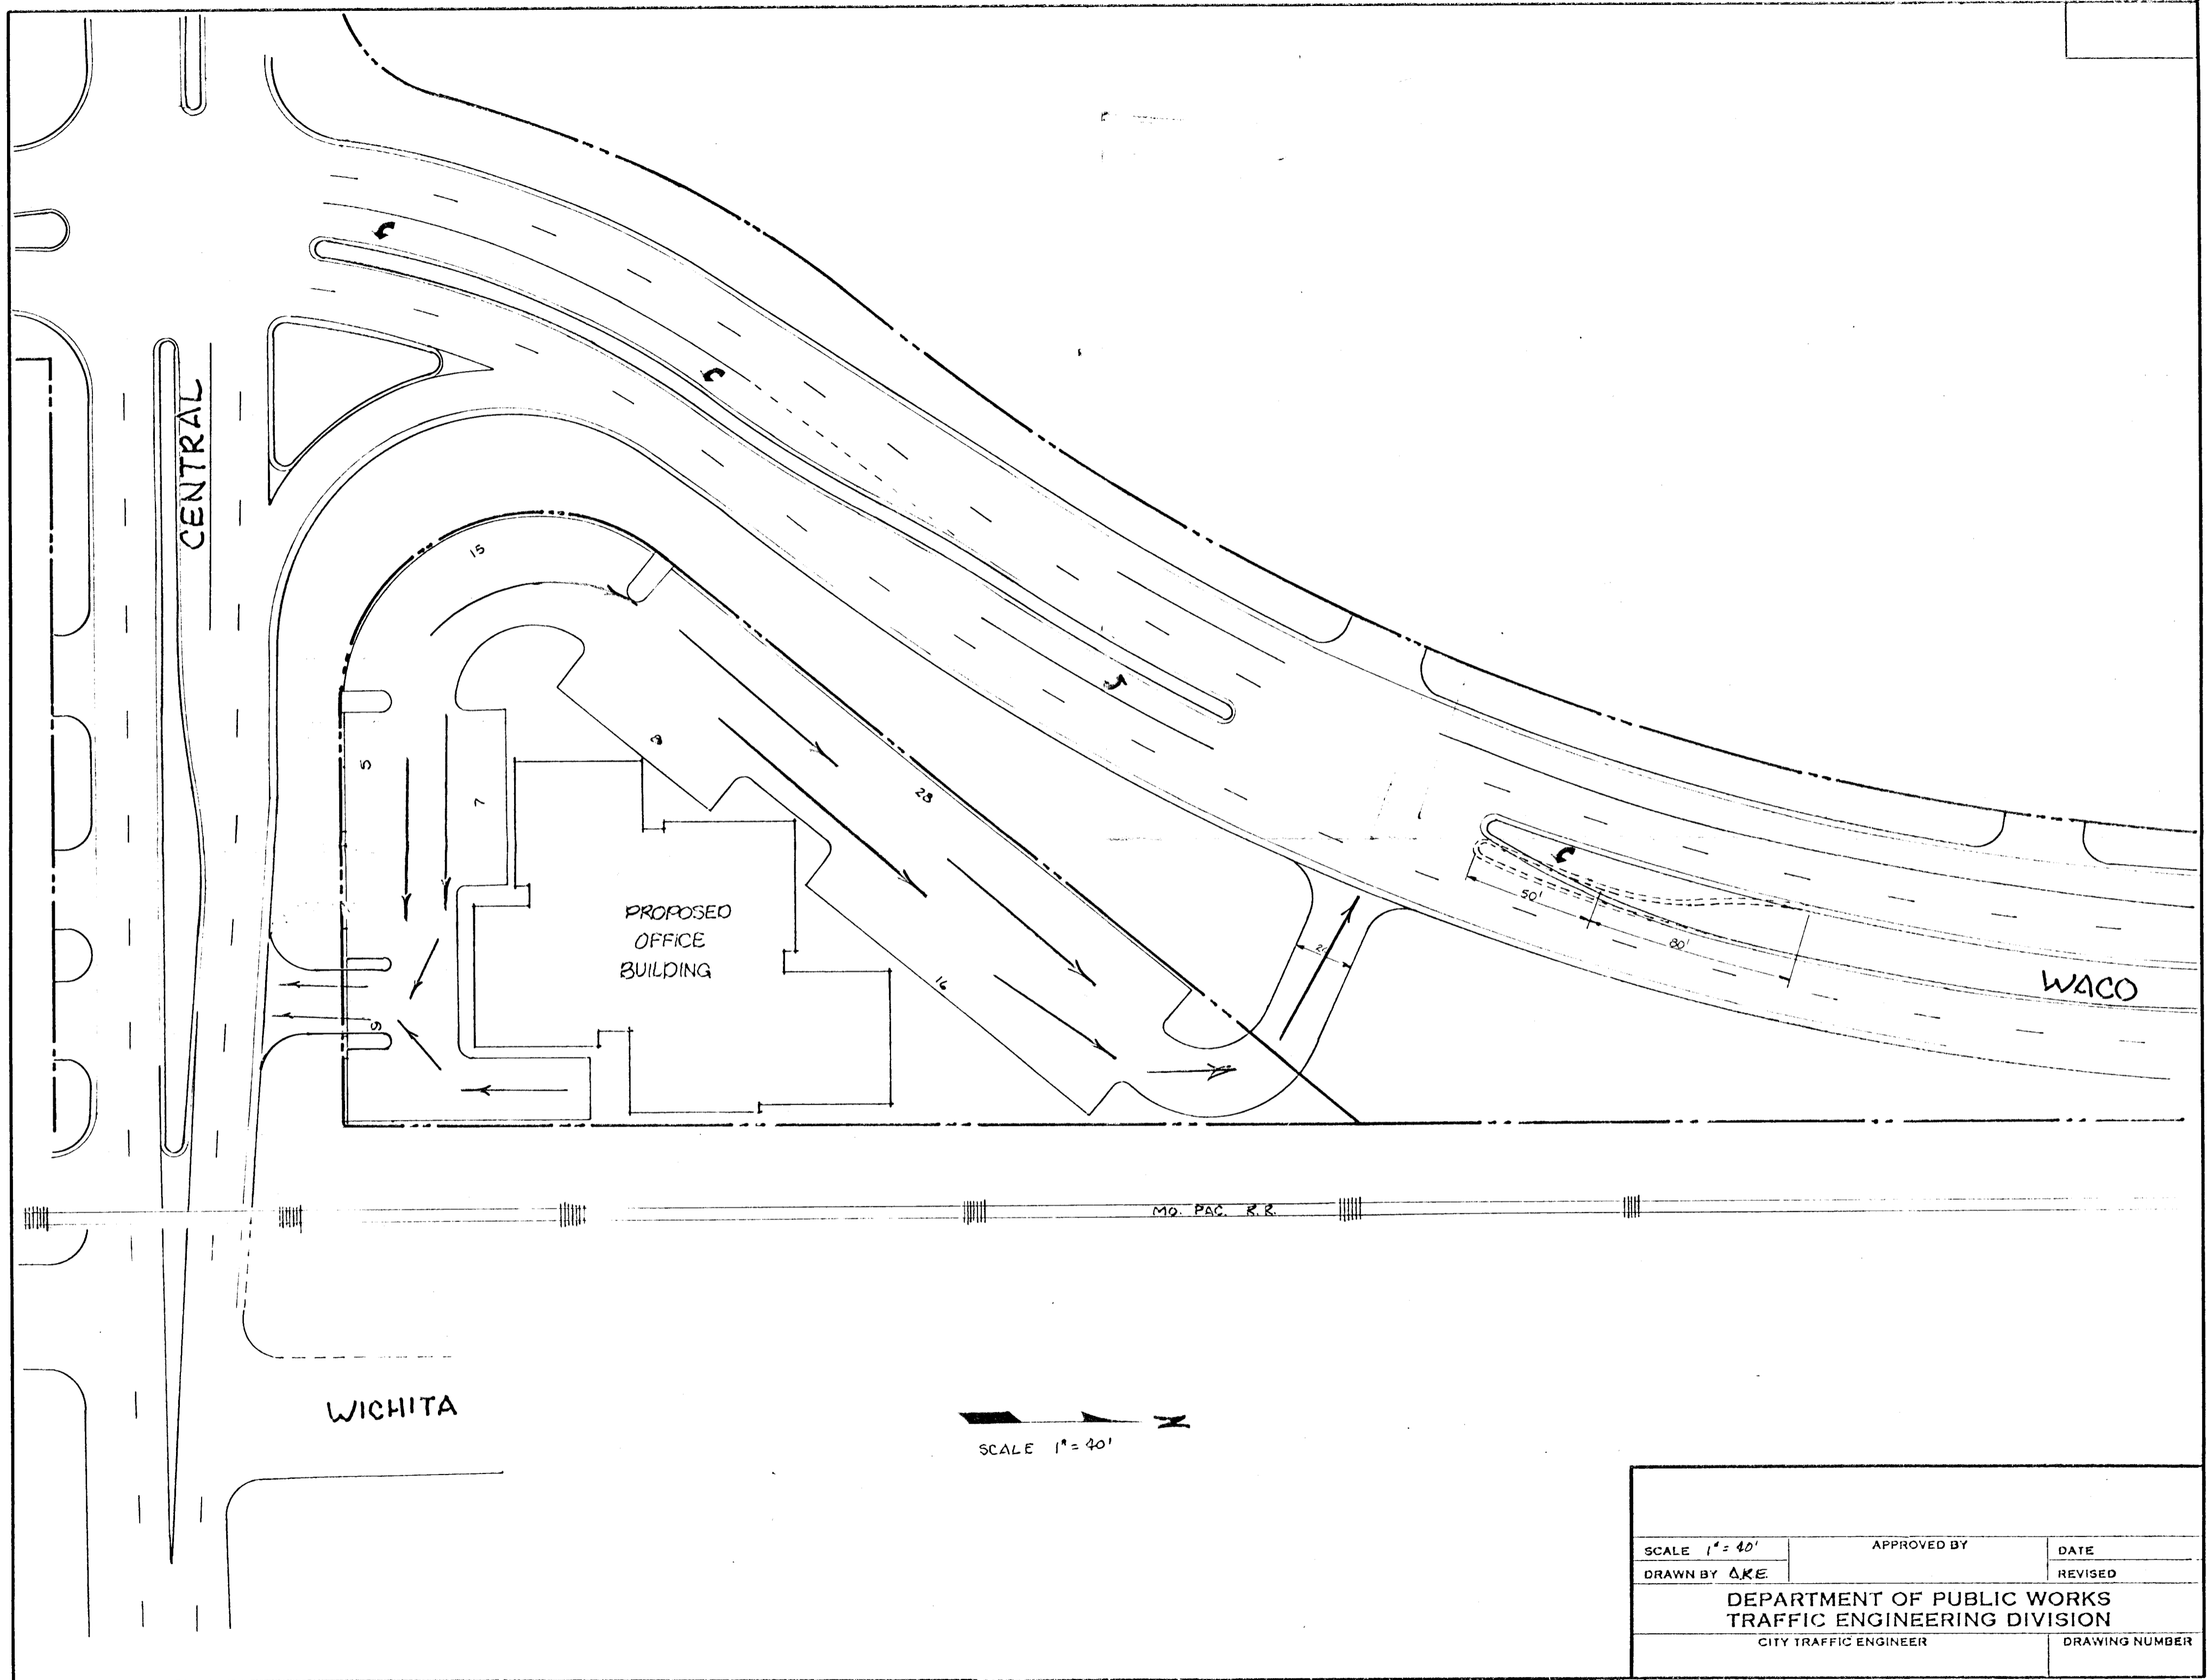 CENTRAL
15
5
7
8
28
PROPOSED
OFFICE
BUILDING
16
9
50'
80'
WACO
MO. PAC. R.R.
WICHITA
N
SCALE 1" = 40'
SCALE 1" = 40'
APPROVED BY
DATE
DRAWN BY AKE
REVISED
DEPARTMENT OF PUBLIC WORKS
TRAFFIC ENGINEERING DIVISION
CITY TRAFFIC ENGINEER
DRAWING NUMBER